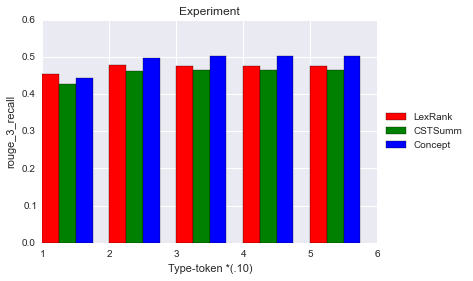 Experiment
0.6
0.5
0.4
0.3
0.2
0.1
0.0
rouge_3_recall
1 2 3 4 5 6
Type-token *(.10)
LexRank
CSTSumm
Concept